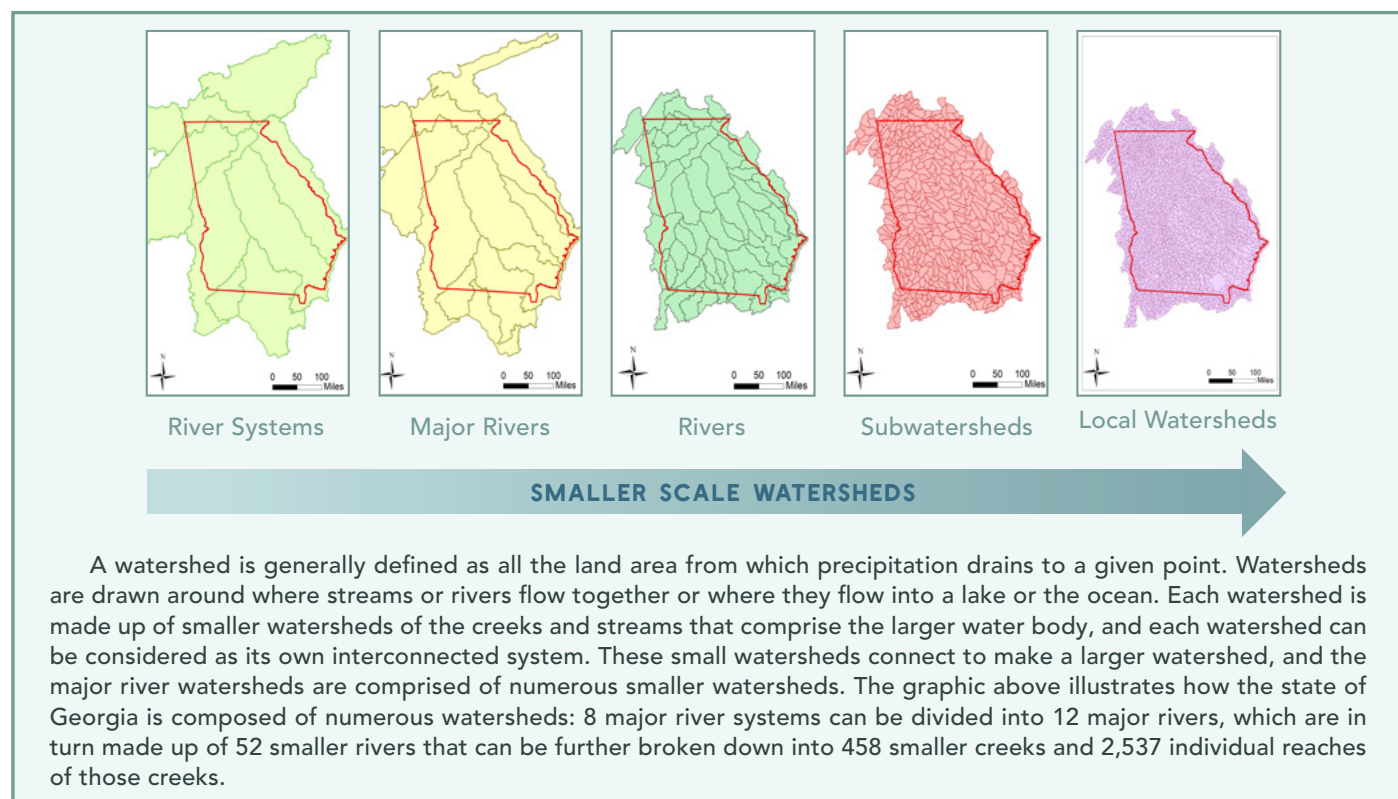 N
0 50 100
Miles
N
0 50 100
Miles
N
0 50 100
Miles
N
0 50 100
Miles
N
0 50 100
Miles
River Systems
Major Rivers
Rivers
Subwatersheds
Local Watersheds
SMALLER SCALE WATERSHEDS
A watershed is generally defined as all the land area from which precipitation drains to a given point. Watersheds
are drawn around where streams or rivers flow together or where they flow into a lake or the ocean. Each watershed is
made up of smaller watersheds of the creeks and streams that comprise the larger water body, and each watershed can
be considered as its own interconnected system. These small watersheds connect to make a larger watershed, and the
major river watersheds are comprised of numerous smaller watersheds. The graphic above illustrates how the state of
Georgia is composed of numerous watersheds: 8 major river systems can be divided into 12 major rivers, which are in
turn made up of 52 smaller rivers that can be further broken down into 458 smaller creeks and 2,537 individual reaches
of those creeks.